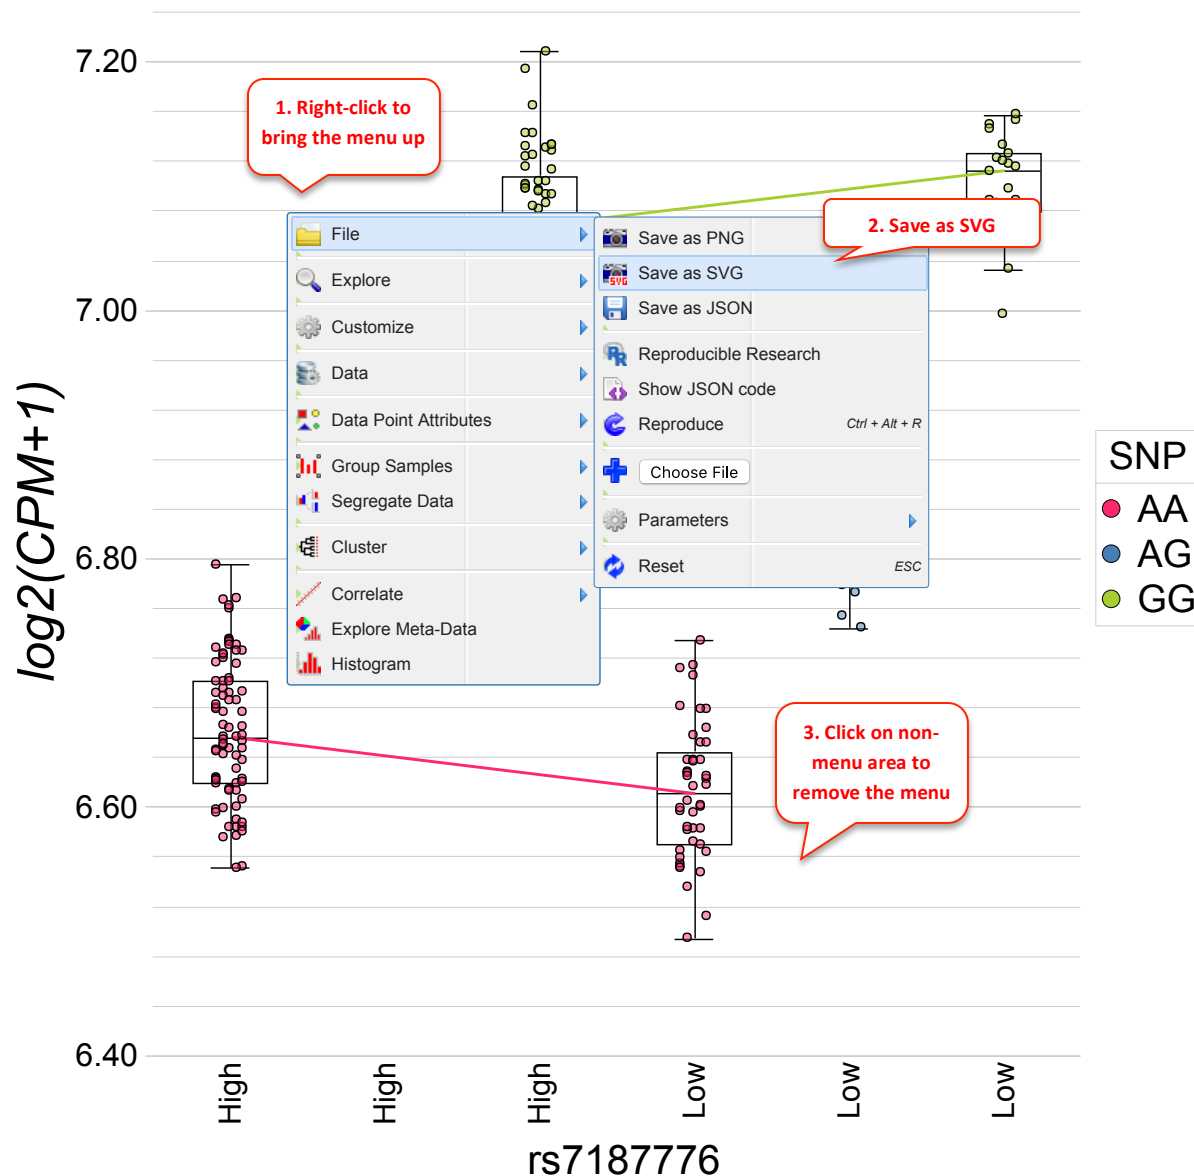 7.20
1. Right-click to
bring the menu up
2. Save as SVG
File
Save as PNG
SVG
Save as SVG
Explore
7.00
Save as JSON
Customize
Reproducible Research
Data
Show JSON code
Data Point Attributes
Reproduce
Ctrl + Alt + R
log2(CPM+1)
SNP
Group Samples
Choose File
Segregate Data
AA
Parameters
Cluster
AG
6.80
Reset
ESC
Correlate
GG
Explore Meta-Data
Histogram
3. Click on non-
menu area to
remove the menu
6.60
6.40
High
High
High
Low
Low
Low
rs7187776